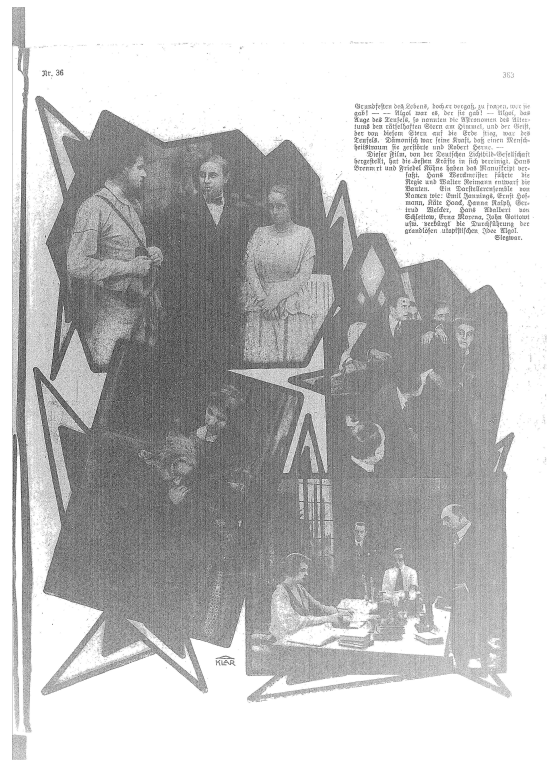 Nr. 36
363
Grundfesten des Lebens, doch er vergaß, zu fragen, wer sie
gab! — — Algol war es, der sie gab! — Algol, das
Auge des Teufels, so nannten die Astronomen des Alter-
tums den rätselhaften Stern am Himmel, und der Geist,
der von diesem Stern auf die Erde stieg, war des
Teufels. Dämonisch war seine Kraft, daß einen Mensch-
heitstraum sie zerstörte und Robert Herne. —
Dieser Film, von der Deutschen Lichtbild-Gesellschaft
hergestellt, hat die besten Kräfte in sich vereinigt. Hans
Brennert und Friedel Köhne haben das Manuskript ver-
faßt, Hans Werckmeister führte die
Regie und Walter Reimann entwarf die
Bauten. Ein Darstellerensemble von
Namen wie: Emil Jannings, Ernst Hof-
mann, Käte Haack, Hanna Ralph, Ger-
trud Welcker, Hans Adalbert von
Schlettow, Erna Morena, John Gottowt
usw. verbürgt die Durchführung der
grandiosen utopistischen Idee Algol.
Siegwar.
KLAR